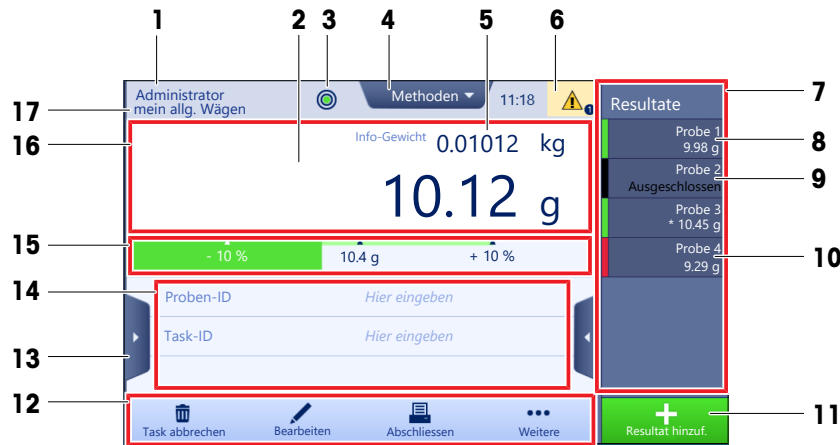 1
2
3
4
5
6
Administrator
mein allg. Wägen
Methoden
11:18
1
17
16
Info-Gewicht 0.01012 kg
10.12 g
15
- 10 %
10.4 g
+ 10 %
14
Proben-ID
Hier eingeben
Task-ID
Hier eingeben
13
12
Task abbrechen
Bearbeiten
Abschliessen
Weitere
Resultate
7
Probe 1
9.98 g
8
Probe 2
Ausgeschlossen
9
Probe 3
* 10.45 g
Probe 4
9.29 g
10
Resultat hinzuf.
11